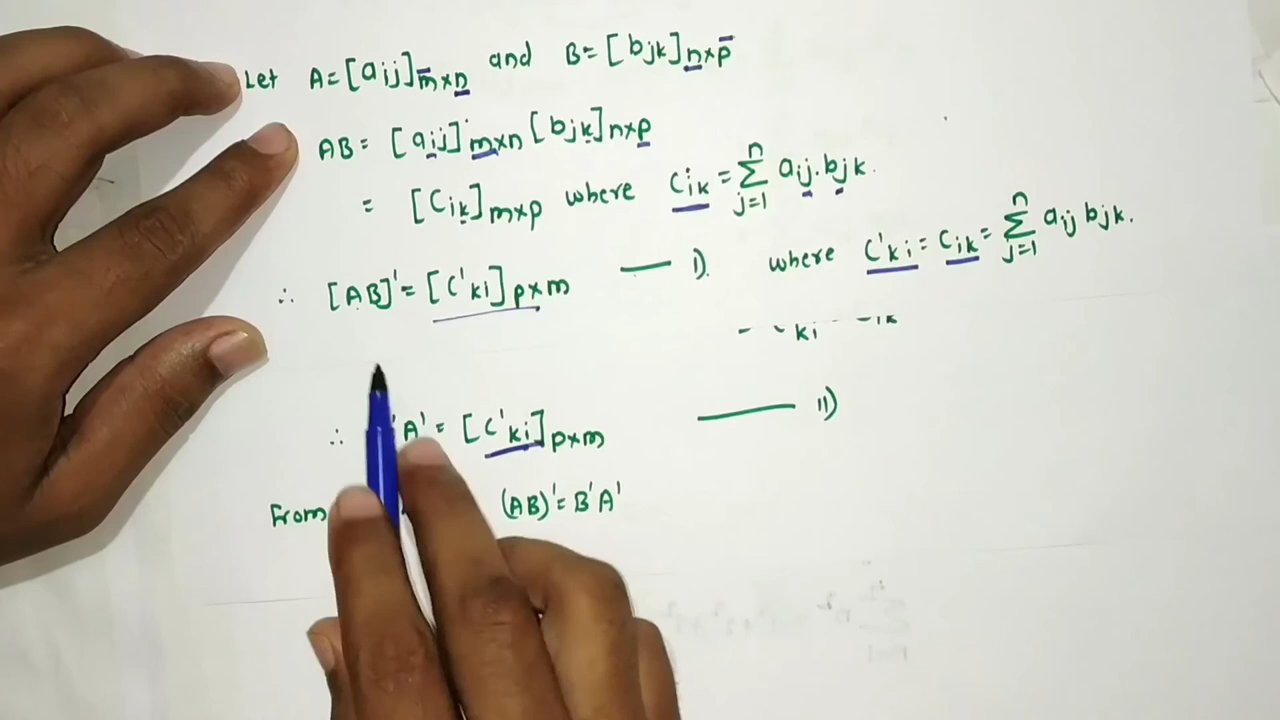 Let A=[aij]m×n and B=[bjk]n×p
AB= [aij]m×n [bjk]n×p
= [Cik]m×p where Cik = n∑j=1 aij.bjk.
∴ [AB]'=[C'ki]p×m —— I). where C'ki = Cik = n∑j=1 aij bjk.
ki
∴ 'A' = [C'ki]p×m —— II)
From (AB)'=B'A'